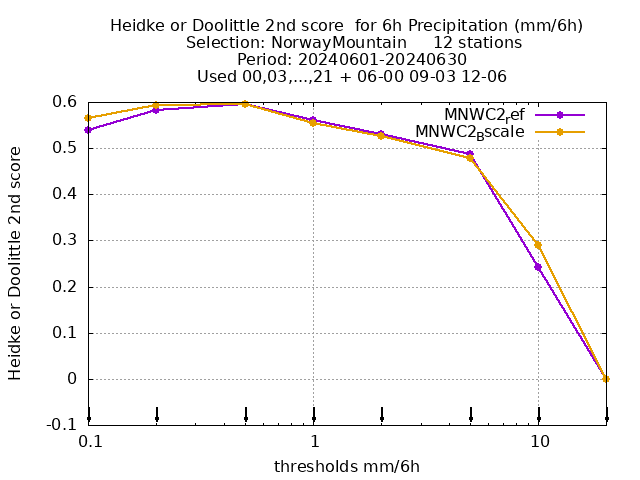 Heidke or Doolittle 2nd score  for 6h Precipitation (mm/6h)
Selection: NorwayMountain     12 stations
Period: 20240601-20240630
Used 00,03,...,21 + 06-00 09-03 12-06
MNWC2ref
MNWC2Bscale
Heidke or Doolittle 2nd score
0.6
0.5
0.4
0.3
0.2
0.1
0
-0.1
0.1 1 10
thresholds mm/6h